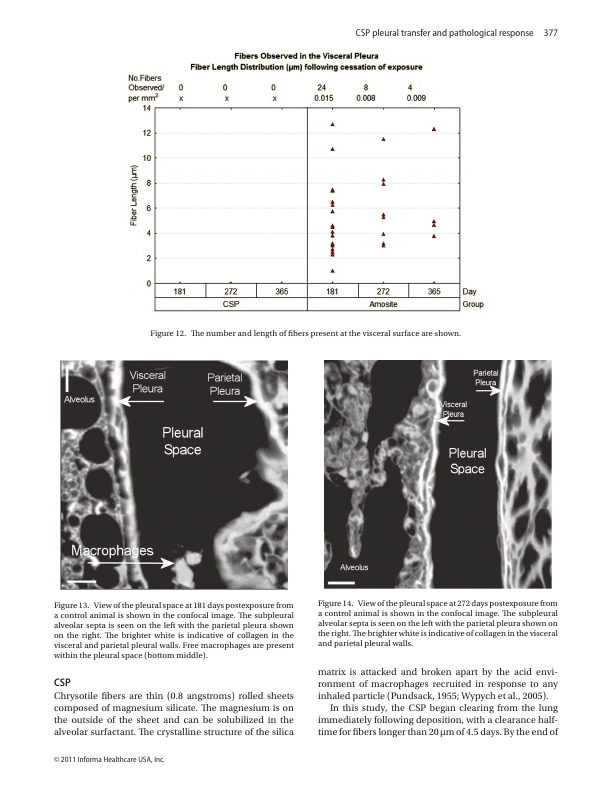 CSP pleural transfer and pathological response 377
Fibers Observed in the Visceral Pleura
Fiber Length Distribution (µm) following cessation of exposure
No.Fibers
Observed/ 0 0 0 24 8 4
per mm2 x x x 0.015 0.008 0.009
14
12
10
8
6
4
2
0
Fiber Length (µm)
181 272 365 181 272 365 Day
CSP Amosite Group
Figure 12. The number and length of fibers present at the visceral surface are shown.
Visceral
Pleura
Parietal
Pleura
Alveolus
Pleural
Space
Macrophages
Figure 13. View of the pleural space at 181 days postexposure from
a control animal is shown in the confocal image. The subpleural
alveolar septa is seen on the left with the parietal pleura shown
on the right. The brighter white is indicative of collagen in the
visceral and parietal pleural walls. Free macrophages are present
within the pleural space (bottom middle).
Parietal
Pleura
Visceral
Pleura
Pleural
Space
Alveolus
Figure 14. View of the pleural space at 272 days postexposure from
a control animal is shown in the confocal image. The subpleural
alveolar septa is seen on the left with the parietal pleura shown on
the right. The brighter white is indicative of collagen in the visceral
and parietal pleural walls.
CSP
Chrysotile fibers are thin (0.8 angstroms) rolled sheets
composed of magnesium silicate. The magnesium is on
the outside of the sheet and can be solubilized in the
alveolar surfactant. The crystalline structure of the silica
matrix is attacked and broken apart by the acid envi-
ronment of macrophages recruited in response to any
inhaled particle (Pundsack, 1955; Wypych et al., 2005).
In this study, the CSP began clearing from the lung
immediately following deposition, with a clearance half-
time for fibers longer than 20 µm of 4.5 days. By the end of
© 2011 Informa Healthcare USA, Inc.